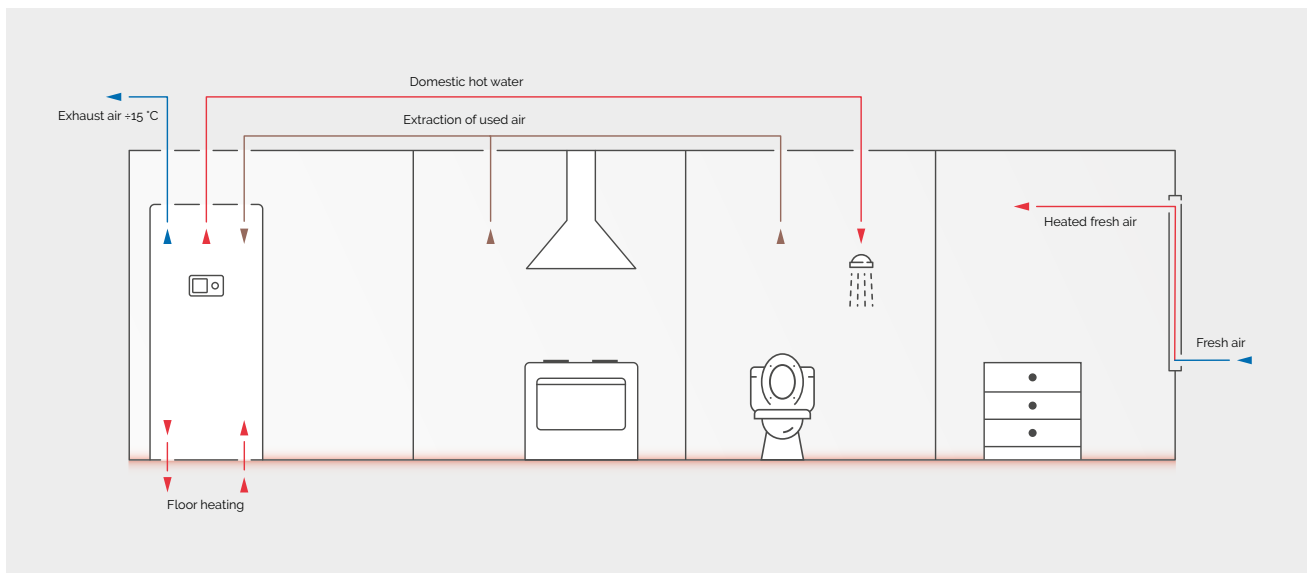 Domestic hot water
Exhaust air ÷15 °C
Extraction of used air
Heated fresh air
Fresh air
Floor heating